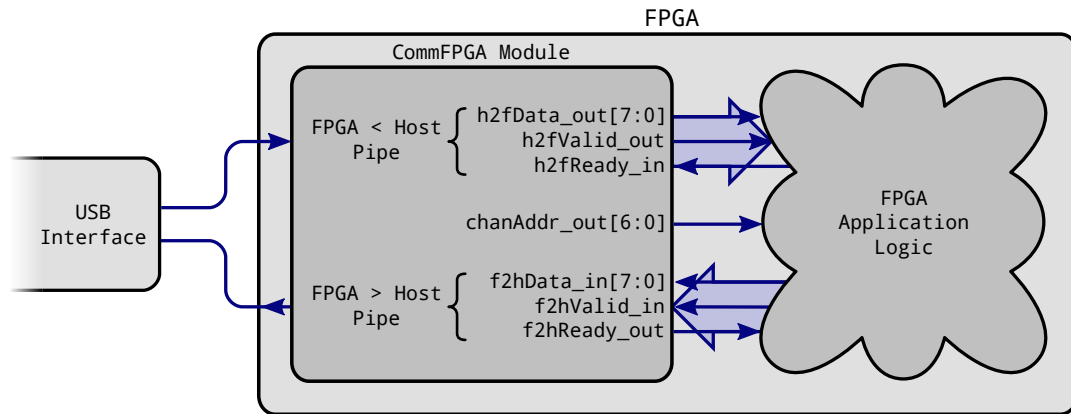 FPGA
CommFPGA Module
FPGA < Host
Pipe
h2fData_out[7:0]
h2fValid_out
h2fReady_in
USB
Interface
chanAddr_out[6:0]
FPGA
Application
Logic
FPGA > Host
Pipe
f2hData_in[7:0]
f2hValid_in
f2hReady_out